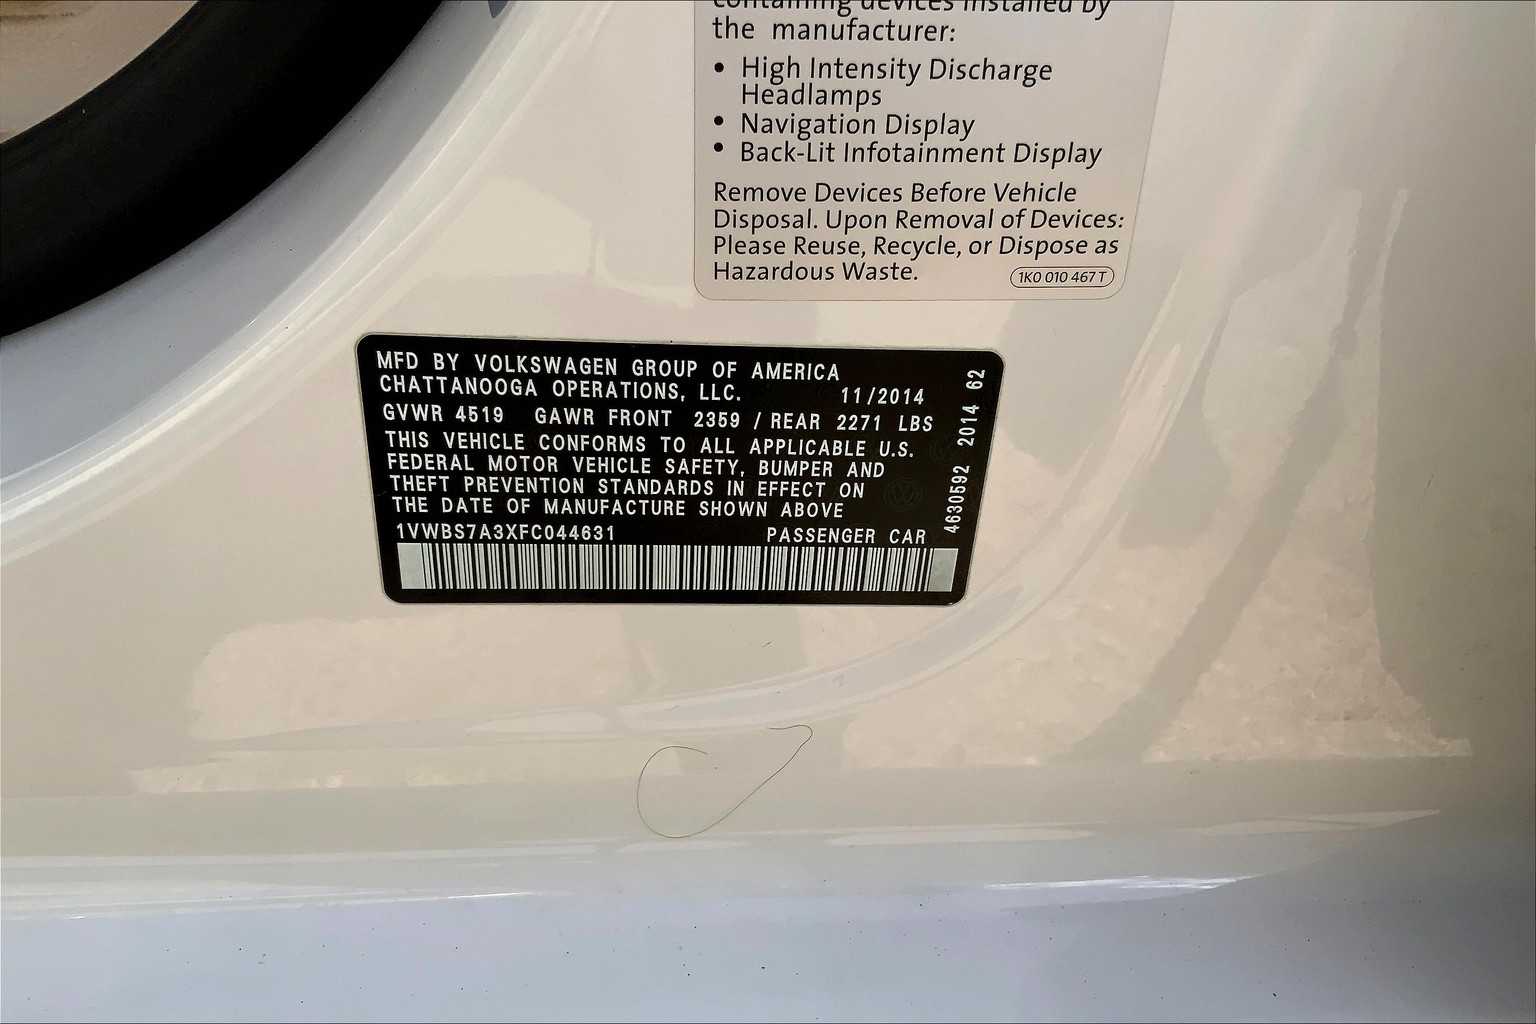 containing devices installed by
the manufacturer:
• High Intensity Discharge
Headlamps
• Navigation Display
• Back-Lit Infotainment Display
Remove Devices Before Vehicle
Disposal. Upon Removal of Devices:
Please Reuse, Recycle, or Dispose as
Hazardous Waste.
1K0 010 467 T
MFD BY VOLKSWAGEN GROUP OF AMERICA
CHATTANOOGA OPERATIONS, LLC. 11/2014
GVWR 4519 GAWR FRONT 2359 / REAR 2271 LBS
THIS VEHICLE CONFORMS TO ALL APPLICABLE U.S.
FEDERAL MOTOR VEHICLE SAFETY, BUMPER AND
THEFT PREVENTION STANDARDS IN EFFECT ON
THE DATE OF MANUFACTURE SHOWN ABOVE
1VWBS7A3XFC044631 PASSENGER CAR
4630592 2014 62